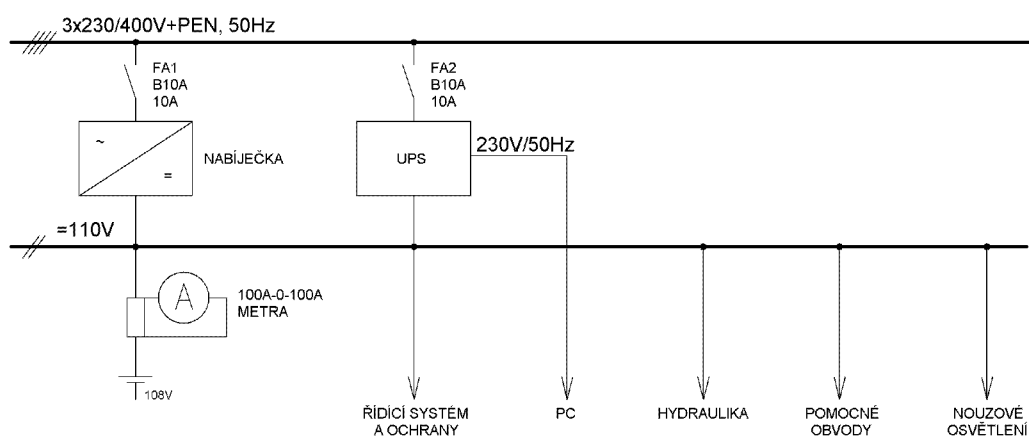 3x230/400V+PEN, 50Hz
FA1
B10A
10A
FA2
B10A
10A
~
=
NABÍJEČKA
UPS
230V/50Hz
=110V
A
100A-0-100A
METRA
108V
ŘÍDÍCÍ SYSTÉM
A OCHRANY
PC
HYDRAULIKA
POMOCNÉ
OBVODY
NOUZOVÉ
OSVĚTLENÍ